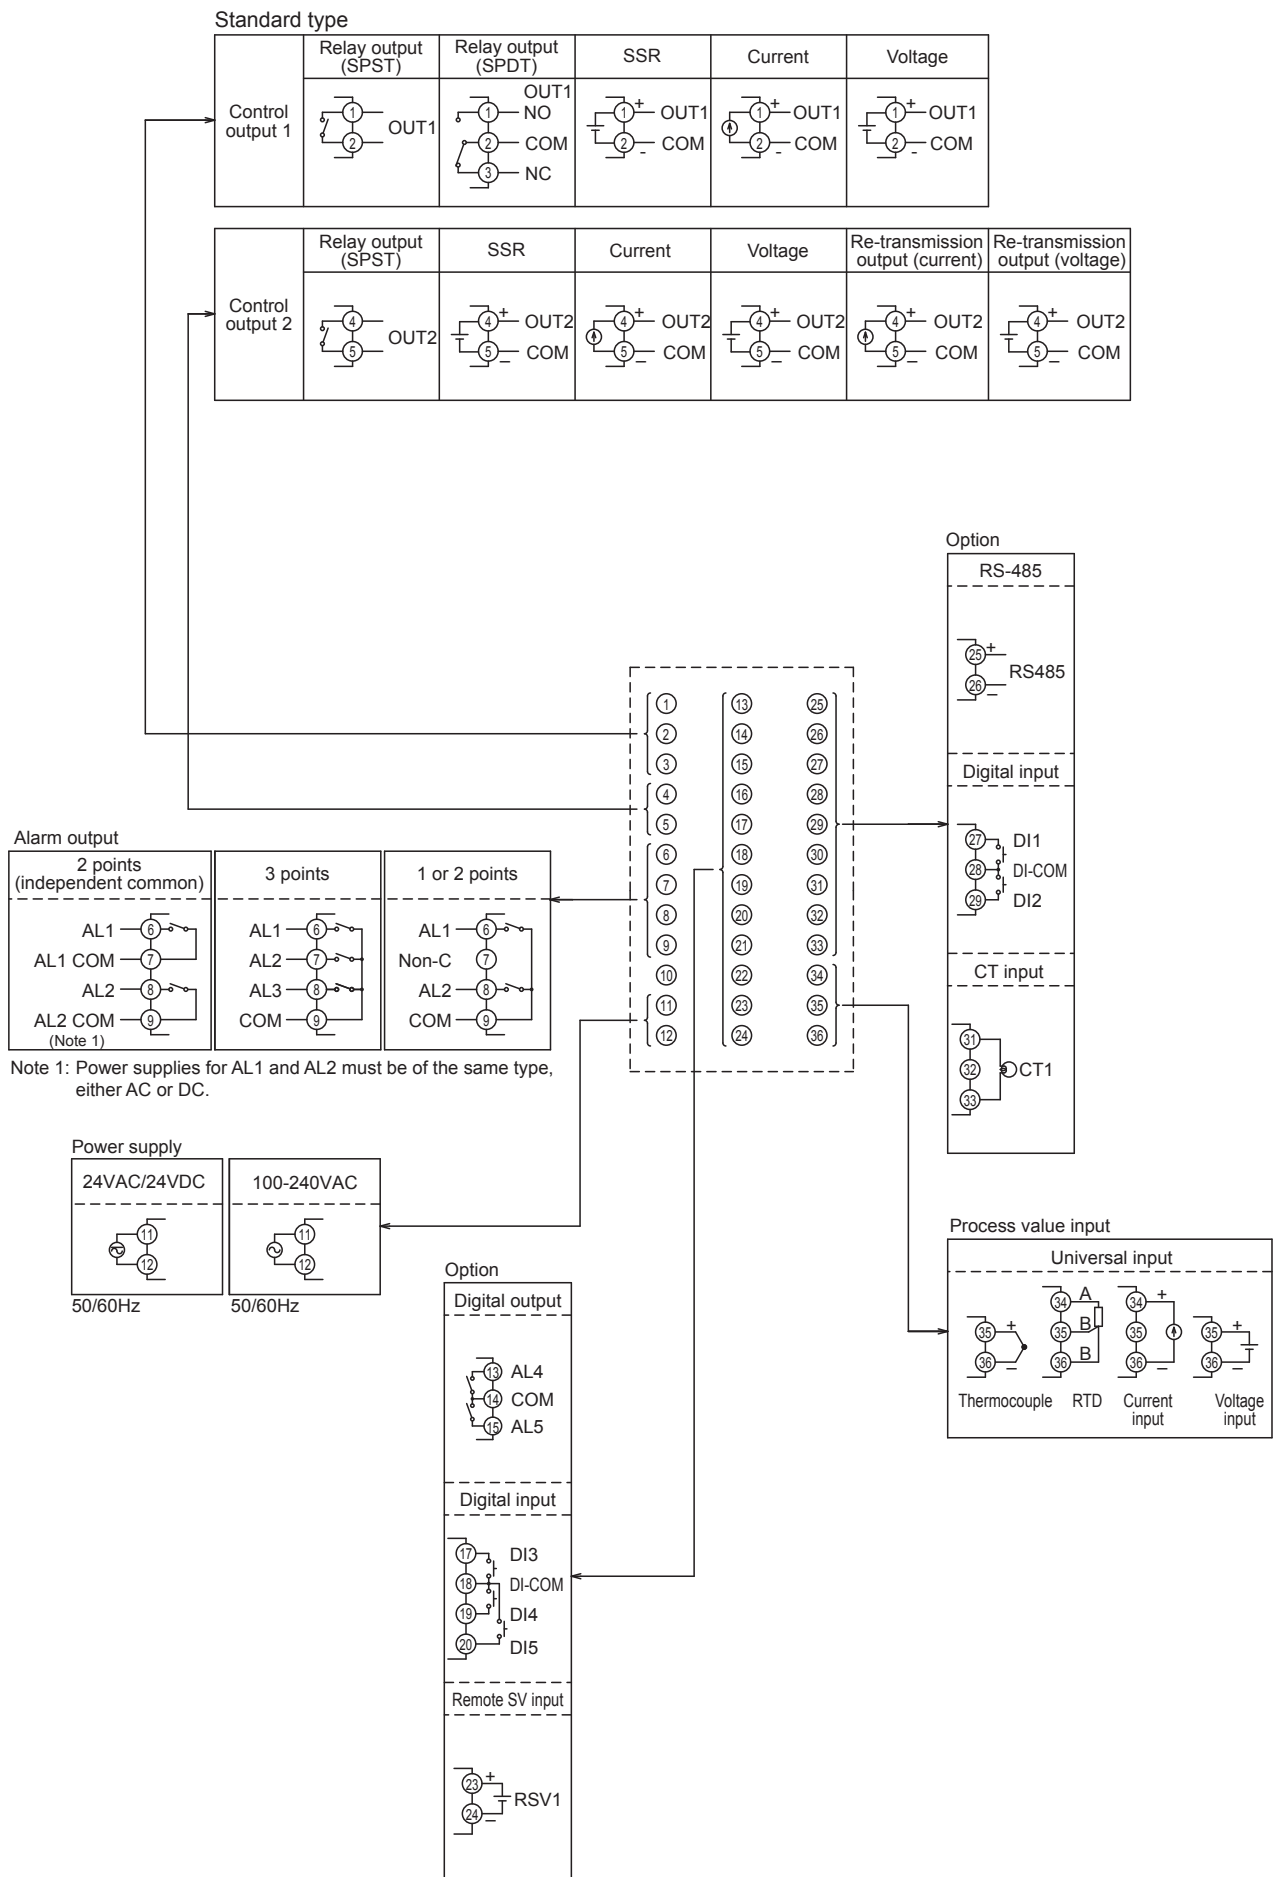 Standard type
Relay output (SPST)
Relay output (SPDT)
SSR
Current
Voltage
Control output 1
1
2
OUT1
OUT1
1 NO
2 COM
3 NC
1 + OUT1
2 - COM
1 + OUT1
2 - COM
1 + OUT1
2 - COM
Relay output (SPST)
SSR
Current
Voltage
Re-transmission output (current)
Re-transmission output (voltage)
Control output 2
4
5
OUT2
4 + OUT2
5 – COM
4 + OUT2
5 – COM
4 + OUT2
5 – COM
4 + OUT2
5 – COM
4 + OUT2
5 – COM
Option
RS-485
25 +
RS485
26 –
Digital input
27 DI1
28 DI-COM
29 DI2
CT input
31
32 CT1
33
1 13 25
2 14 26
3 15 27
4 16 28
5 17 29
6 18 30
7 19 31
8 20 32
9 21 33
10 22 34
11 23 35
12 24 36
Alarm output
2 points
(independent common)
AL1 6
AL1 COM 7
AL2 8
AL2 COM 9
(Note 1)
3 points
AL1 6
AL2 7
AL3 8
COM 9
1 or 2 points
AL1 6
Non-C 7
AL2 8
COM 9
Note 1: Power supplies for AL1 and AL2 must be of the same type,
either AC or DC.
Power supply
24VAC/24VDC
11
12
50/60Hz
100-240VAC
11
12
50/60Hz
Option
Digital output
13 AL4
14 COM
15 AL5
Digital input
17 DI3
18 DI-COM
19 DI4
20 DI5
Remote SV input
23 +
RSV1
24 –
Process value input
Universal input
35 +
36 –
Thermocouple
34 A
35 B
36 B
RTD
34 +
35
36 –
Current
input
35 +
36 –
Voltage
input